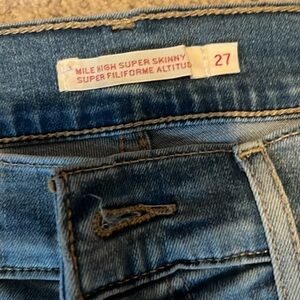 MILE HIGH SUPER SKINNY
SUPER FILIFORME ALTITUD
27